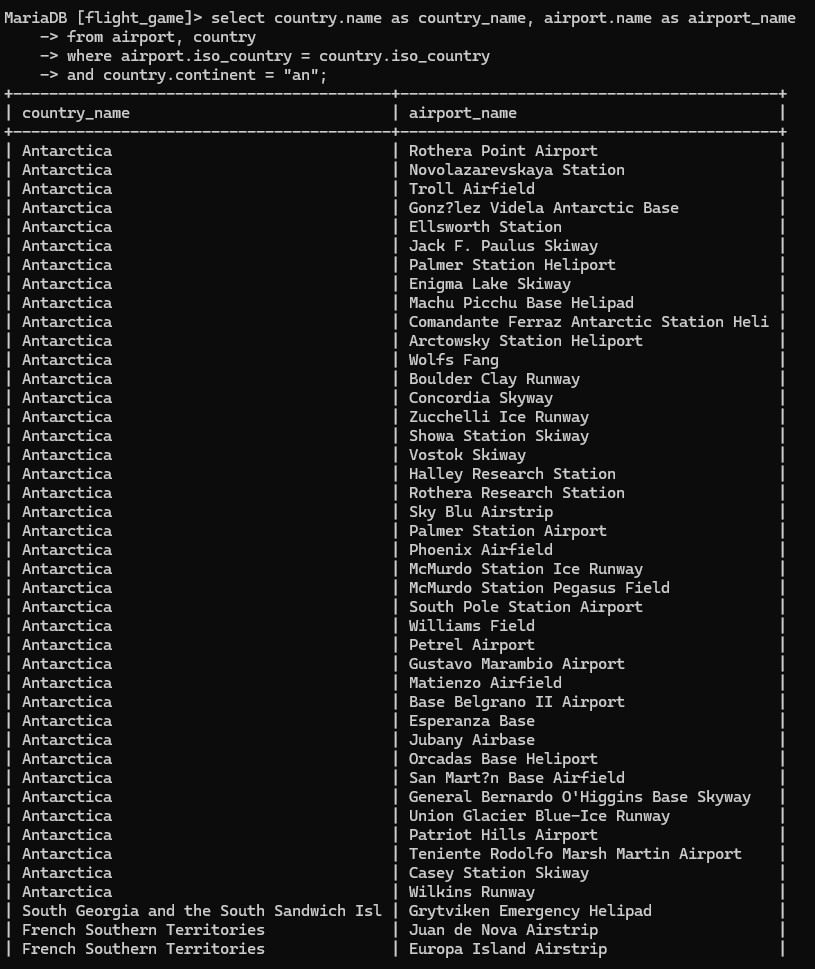 MariaDB [flight_game]> select country.name as country_name, airport.name as airport_name
-> from airport, country
-> where airport.iso_country = country.iso_country
-> and country.continent = "an";
+------------------------------------------+------------------------------------------+
| country_name | airport_name |
+------------------------------------------+------------------------------------------+
| Antarctica | Rothera Point Airport |
| Antarctica | Novolazarevskaya Station |
| Antarctica | Troll Airfield |
| Antarctica | Gonz?lez Videla Antarctic Base |
| Antarctica | Ellsworth Station |
| Antarctica | Jack F. Paulus Skiway |
| Antarctica | Palmer Station Heliport |
| Antarctica | Enigma Lake Skiway |
| Antarctica | Machu Picchu Base Helipad |
| Antarctica | Comandante Ferraz Antarctic Station Heli |
| Antarctica | Arctowsky Station Heliport |
| Antarctica | Wolfs Fang |
| Antarctica | Boulder Clay Runway |
| Antarctica | Concordia Skyway |
| Antarctica | Zucchelli Ice Runway |
| Antarctica | Showa Station Skiway |
| Antarctica | Vostok Skiway |
| Antarctica | Halley Research Station |
| Antarctica | Rothera Research Station |
| Antarctica | Sky Blu Airstrip |
| Antarctica | Palmer Station Airport |
| Antarctica | Phoenix Airfield |
| Antarctica | McMurdo Station Ice Runway |
| Antarctica | McMurdo Station Pegasus Field |
| Antarctica | South Pole Station Airport |
| Antarctica | Williams Field |
| Antarctica | Petrel Airport |
| Antarctica | Gustavo Marambio Airport |
| Antarctica | Matienzo Airfield |
| Antarctica | Base Belgrano II Airport |
| Antarctica | Esperanza Base |
| Antarctica | Jubany Airbase |
| Antarctica | Orcadas Base Heliport |
| Antarctica | San Mart?n Base Airfield |
| Antarctica | General Bernardo O'Higgins Base Skyway |
| Antarctica | Union Glacier Blue-Ice Runway |
| Antarctica | Patriot Hills Airport |
| Antarctica | Teniente Rodolfo Marsh Martin Airport |
| Antarctica | Casey Station Skiway |
| Antarctica | Wilkins Runway |
| South Georgia and the South Sandwich Isl | Grytviken Emergency Helipad |
| French Southern Territories | Juan de Nova Airstrip |
| French Southern Territories | Europa Island Airstrip |